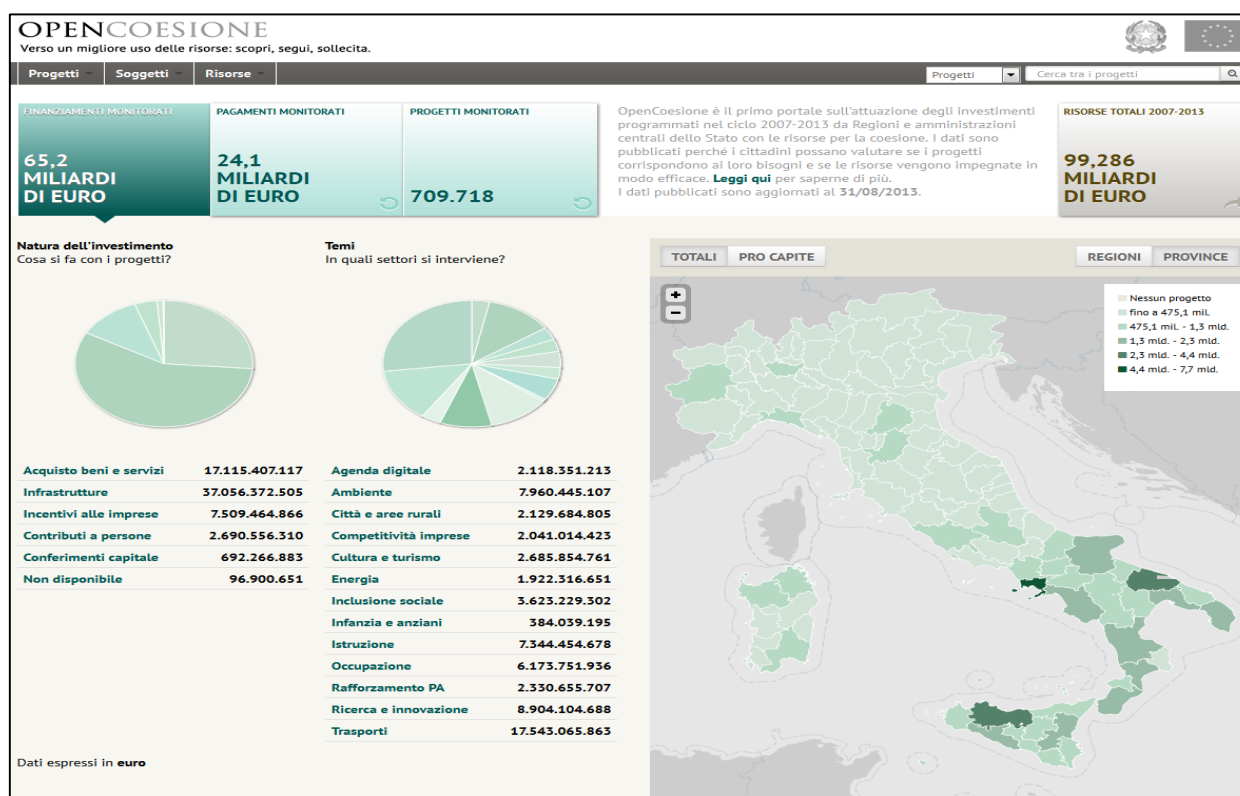 OPENCOESIONE
Verso un migliore uso delle risorse: scopri, segui, sollecita.
Progetti Soggetti Risorse
Progetti Cerca tra i progetti
FINANZIAMENTI MONITORATI
65,2
MILIARDI
DI EURO
PAGAMENTI MONITORATI
24,1
MILIARDI
DI EURO
PROGETTI MONITORATI
709.718
OpenCoesione è il primo portale sull'attuazione degli investimenti
programmati nel ciclo 2007-2013 da Regioni e amministrazioni
centrali dello Stato con le risorse per la coesione. I dati sono
pubblicati perché i cittadini possano valutare se i progetti
corrispondono ai loro bisogni e se le risorse vengono impegnate in
modo efficace. Leggi qui per saperne di più.
I dati pubblicati sono aggiornati al 31/08/2013.
RISORSE TOTALI 2007-2013
99,286
MILIARDI
DI EURO
Natura dell'investimento
Cosa si fa con i progetti?
Acquisto beni e servizi 17.115.407.117
Infrastrutture 37.056.372.505
Incentivi alle imprese 7.509.464.866
Contributi a persone 2.690.556.310
Conferimenti capitale 692.266.883
Non disponibile 96.900.651
Temi
In quali settori si interviene?
Agenda digitale 2.118.351.213
Ambiente 7.960.445.107
Città e aree rurali 2.129.684.805
Competitività imprese 2.041.014.423
Cultura e turismo 2.685.854.761
Energia 1.922.316.651
Inclusione sociale 3.623.229.302
Infanzia e anziani 384.039.195
Istruzione 7.344.454.678
Occupazione 6.173.751.936
Rafforzamento PA 2.330.655.707
Ricerca e innovazione 8.904.104.688
Trasporti 17.543.065.863
Dati espressi in euro
TOTALI PRO CAPITE
REGIONI PROVINCE
+
−
Nessun progetto
fino a 475,1 mil.
475,1 mil. - 1,3 mld.
1,3 mld. - 2,3 mld.
2,3 mld. - 4,4 mld.
4,4 mld. - 7,7 mld.